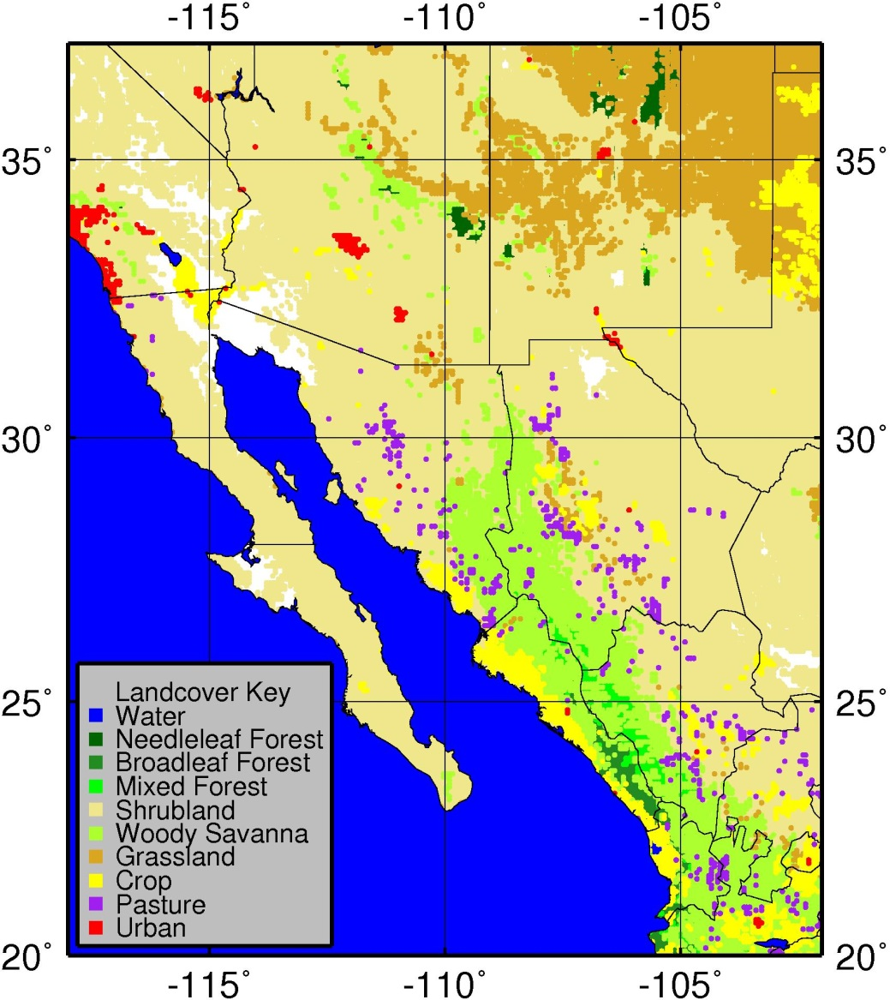 -115° -110° -105°
35° 35°
30° 30°
25° 25°
Landcover Key
Water
Needleleaf Forest
Broadleaf Forest
Mixed Forest
Shrubland
Woody Savanna
Grassland
Crop
Pasture
Urban
20° 20°
-115° -110° -105°